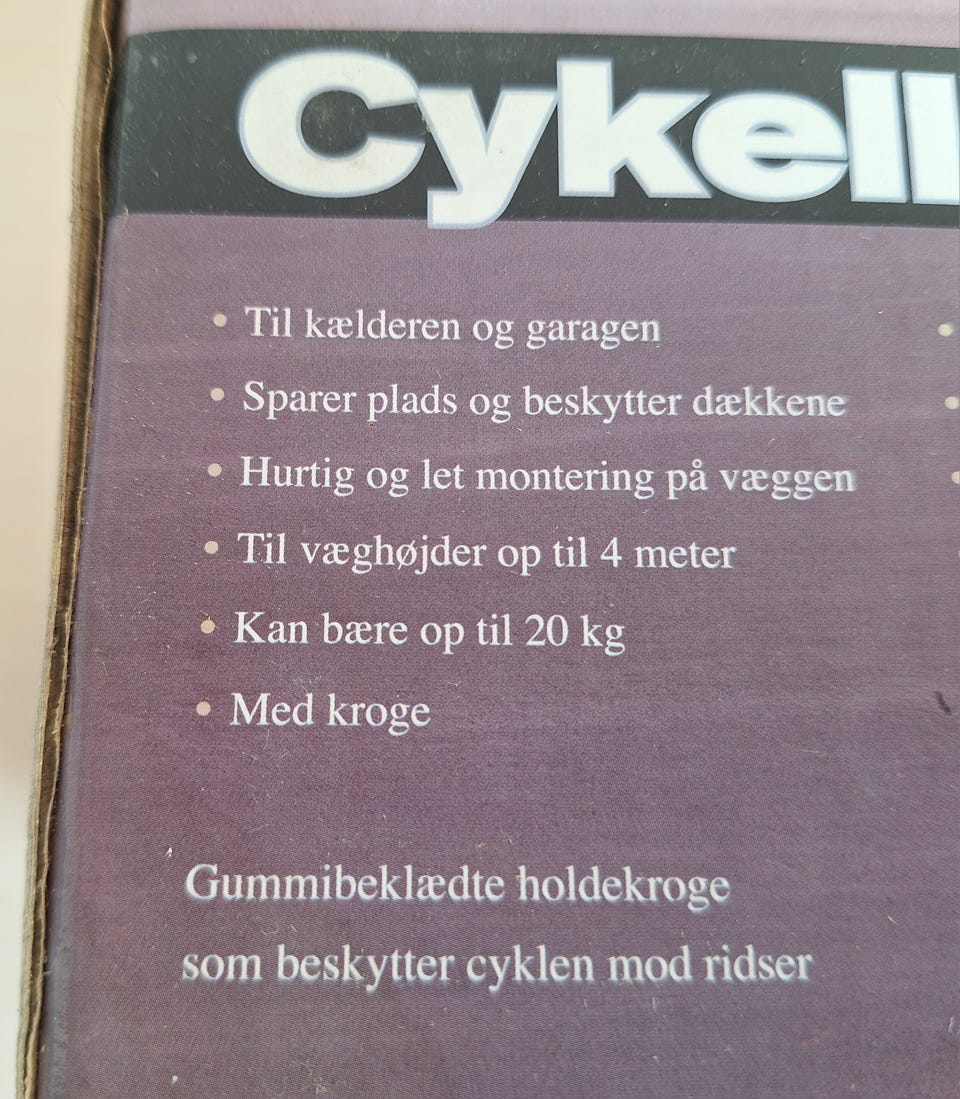 Cykell
• Til kælderen og garagen
• Sparer plads og beskytter dækkene
• Hurtig og let montering på væggen
• Til væghøjder op til 4 meter
• Kan bære op til 20 kg
• Med kroge
Gummibeklædte holdekroge
som beskytter cyklen mod ridser